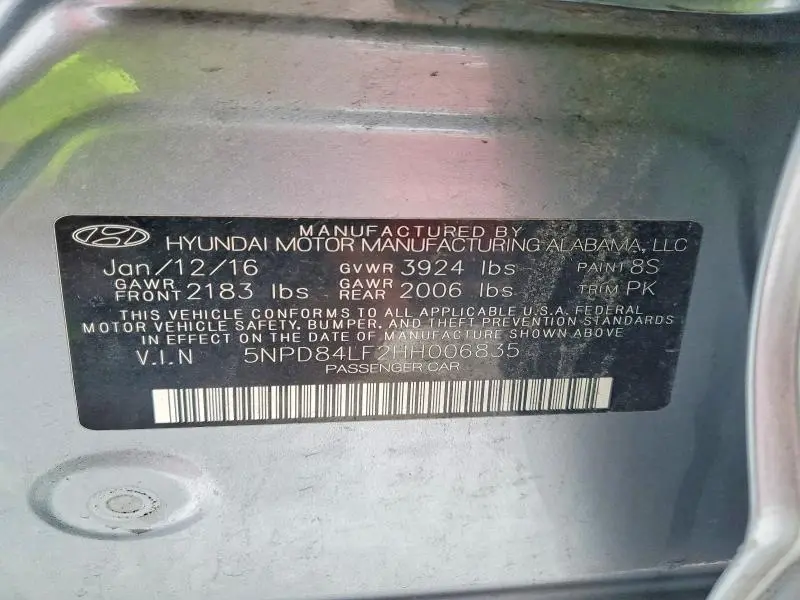 MANUFACTURED BY
HYUNDAI MOTOR MANUFACTURING ALABAMA, LLC
Jan/12/16 GVWR 3924 lbs PAINT 8S
GAWR FRONT 2183 lbs GAWR REAR 2006 lbs TRIM PK
THIS VEHICLE CONFORMS TO ALL APPLICABLE U.S.A. FEDERAL
MOTOR VEHICLE SAFETY, BUMPER, AND THEFT PREVENTION STANDARDS
IN EFFECT ON THE DATE OF MANUFACTURE SHOWN ABOVE
V.I.N 5NPD84LF2HH006835
PASSENGER CAR